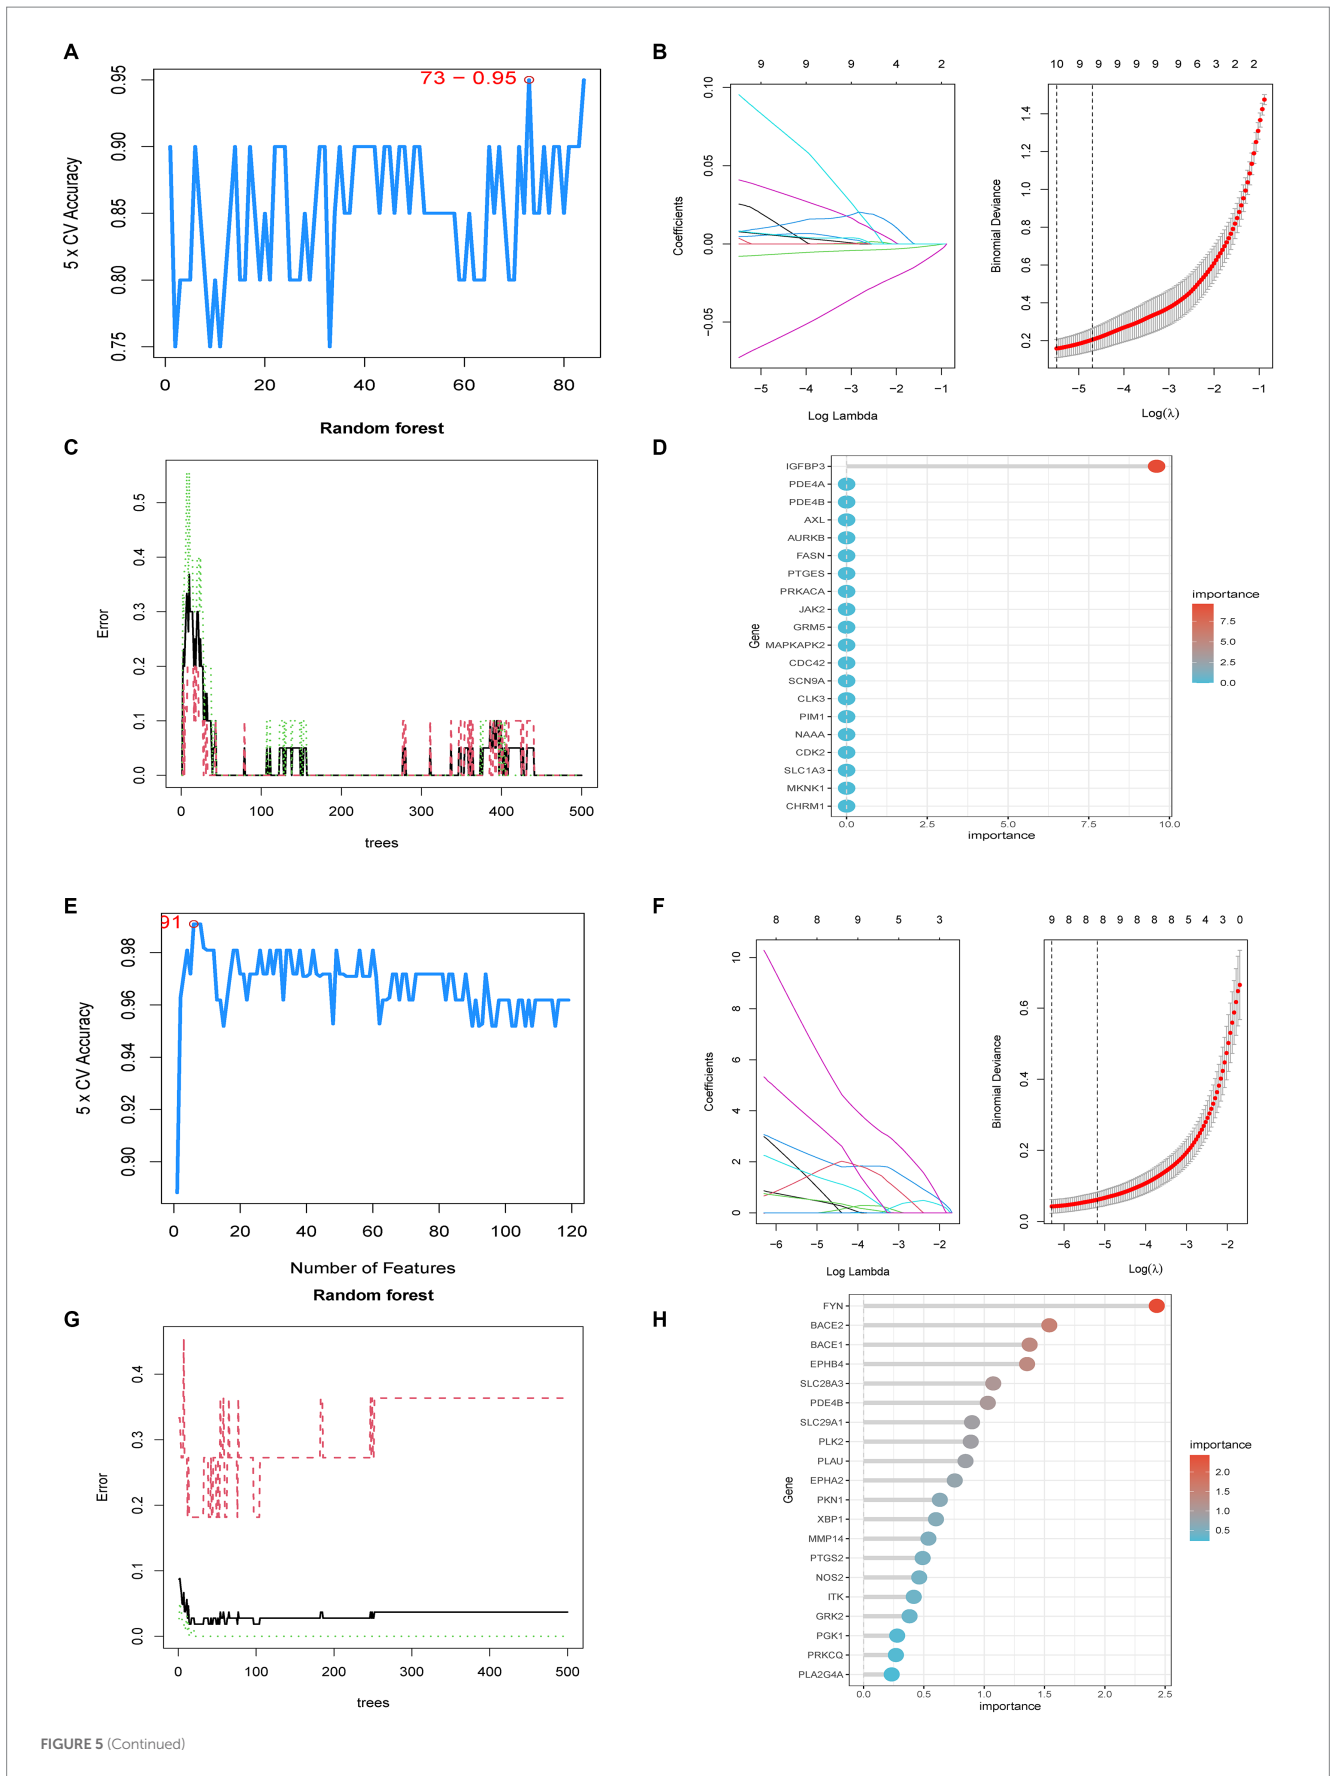 A
5 x CV Accuracy
0.75 0.80 0.85 0.90 0.95
73 − 0.95
0 20 40 60 80
B
9 9 9 4 2
Coefficients
−0.05 0.00 0.05 0.10
−5 −4 −3 −2 −1
Log Lambda
10 9 9 9 9 9 9 6 3 2 2
Binomial Deviance
0.2 0.4 0.6 0.8 1.0 1.2 1.4
−5 −4 −3 −2 −1
Log(λ)
C
Random forest
Error
0.0 0.1 0.2 0.3 0.4 0.5
0 100 200 300 400 500
trees
D
Gene
IGFBP3
PDE4A
PDE4B
AXL
AURKB
FASN
PTGES
PRKACA
JAK2
GRM5
MAPKAPK2
CDC42
SCN9A
CLK3
PIM1
NAAA
CDK2
SLC1A3
MKNK1
CHRM1
0.0 2.5 5.0 7.5 10.0
importance
importance
7.5
5.0
2.5
0.0
E
5 x CV Accuracy
0.90 0.92 0.94 0.96 0.98
91
0 20 40 60 80 100 120
Number of Features
F
8 8 9 5 3
Coefficients
0 2 4 6 8 10
−6 −5 −4 −3 −2
Log Lambda
9 8 8 8 9 8 8 8 5 4 3 0
Binomial Deviance
0.0 0.2 0.4 0.6
−6 −5 −4 −3 −2
Log(λ)
G
Random forest
Error
0.0 0.1 0.2 0.3 0.4
0 100 200 300 400 500
trees
H
Gene
FYN
BACE2
BACE1
EPHB4
SLC28A3
PDE4B
SLC29A1
PLK2
PLAU
EPHA2
PKN1
XBP1
MMP14
PTGS2
NOS2
ITK
GRK2
PGK1
PRKCQ
PLA2G4A
0.0 0.5 1.0 1.5 2.0 2.5
importance
importance
2.0
1.5
1.0
0.5
FIGURE 5 (Continued)